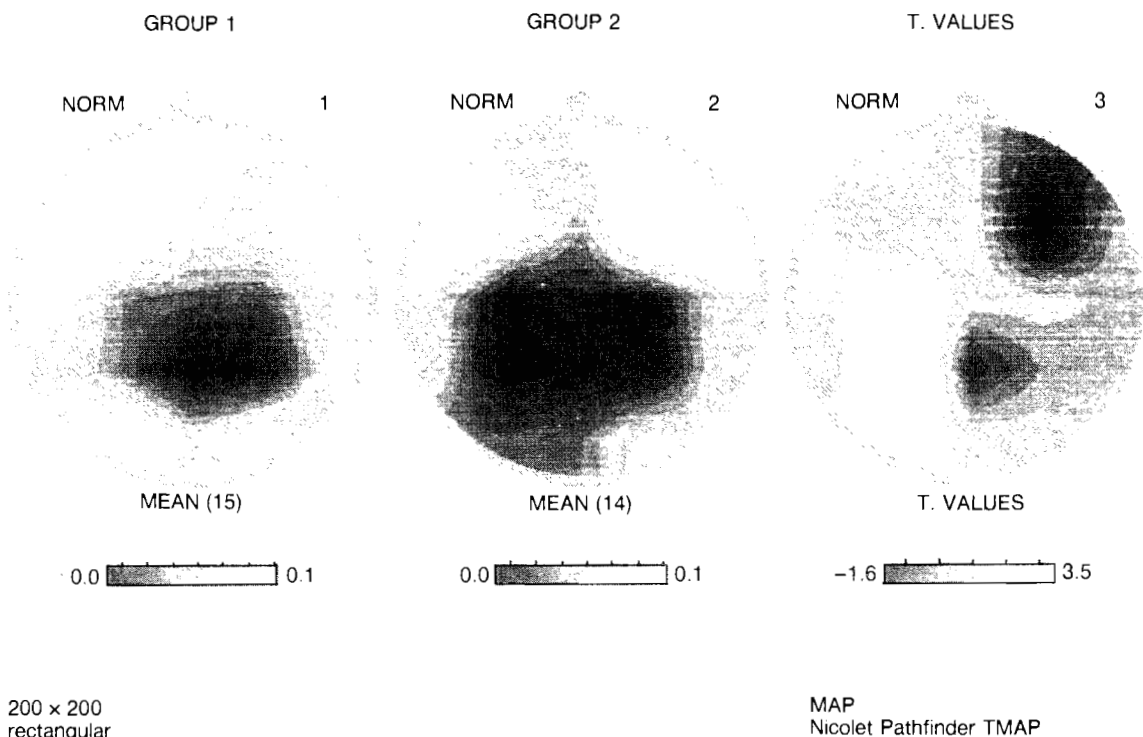 GROUP 1
GROUP 2
T. VALUES
NORM 1
NORM 2
NORM 3
MEAN (15)
MEAN (14)
T. VALUES
0.0 0.1
0.0 0.1
−1.6 3.5
200 × 200
rectangular
MAP
Nicolet Pathfinder TMAP